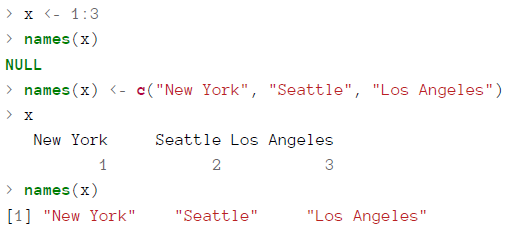 > x <- 1:3
> names(x)
NULL
> names(x) <- c("New York", "Seattle", "Los Angeles")
> x
   New York     Seattle Los Angeles
          1           2           3
> names(x)
[1] "New York"    "Seattle"     "Los Angeles"